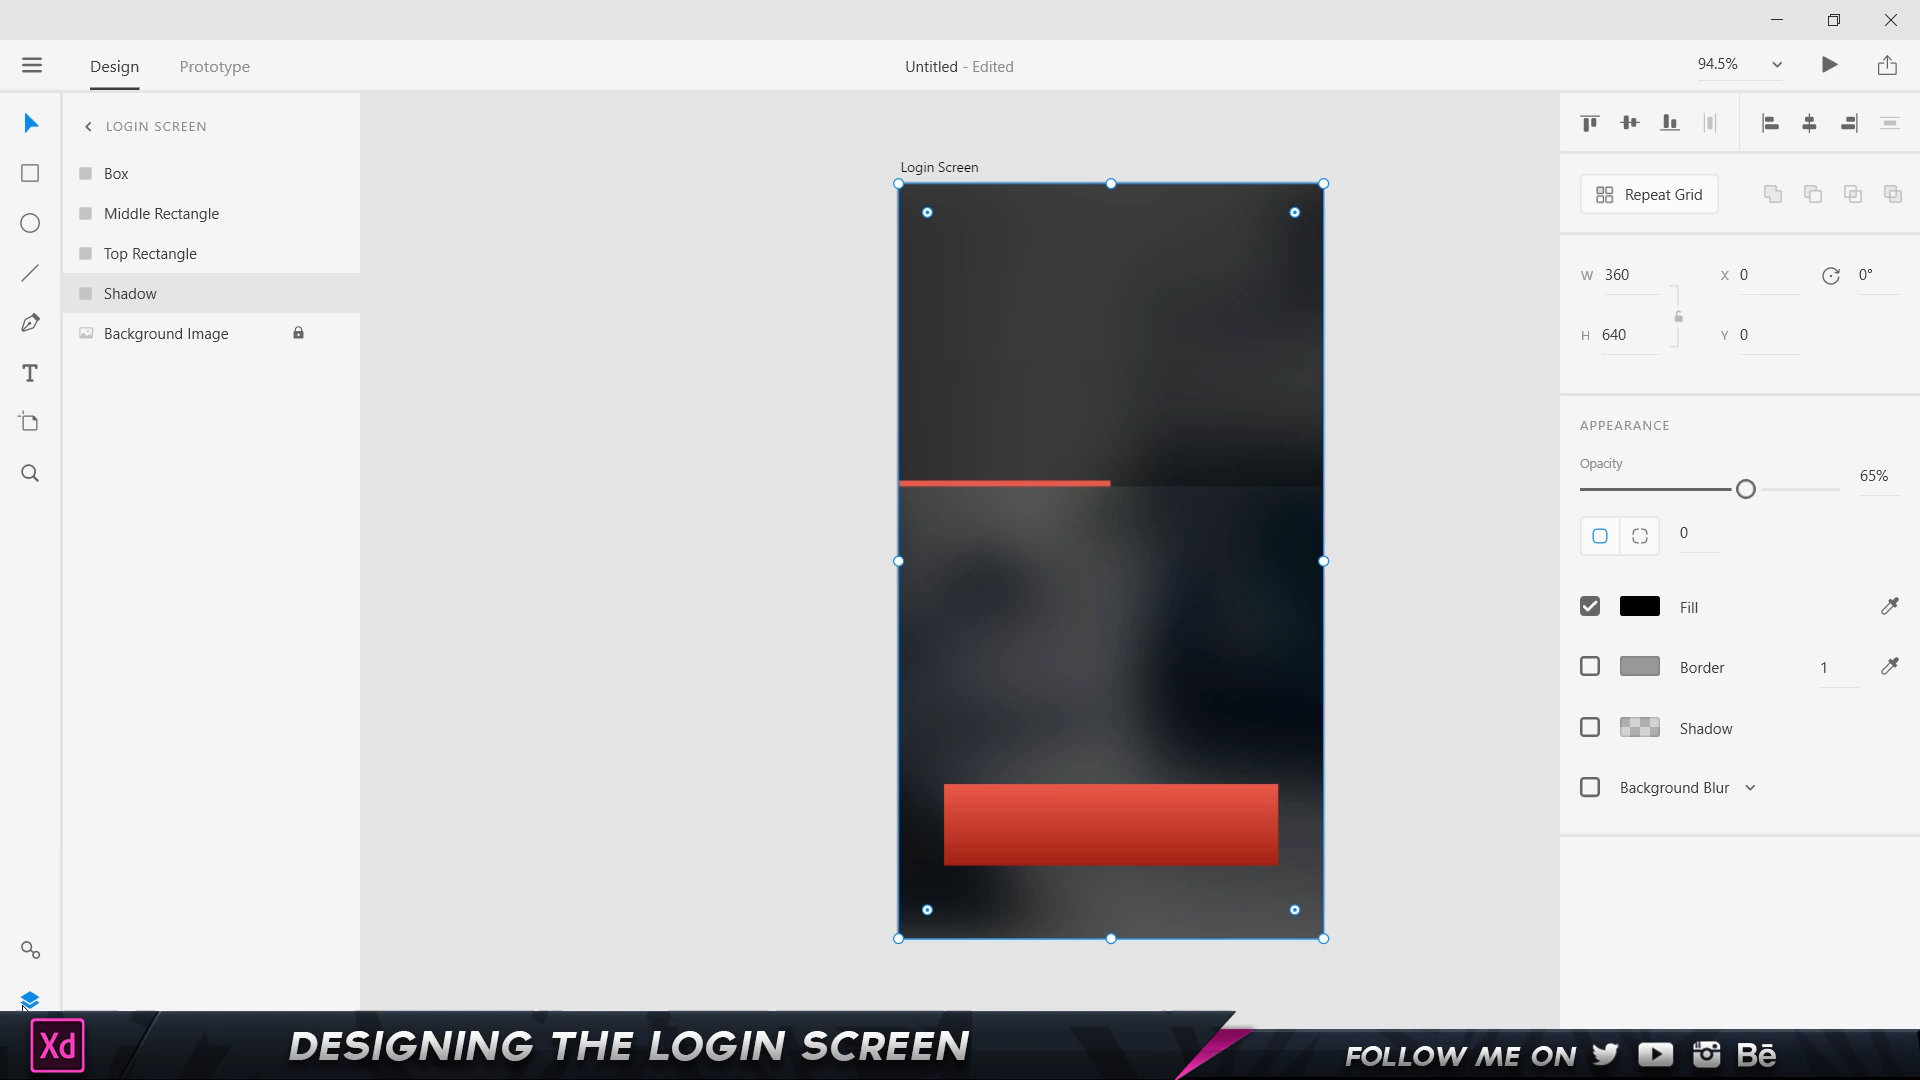 Design
Prototype
Untitled - Edited
94.5%
LOGIN SCREEN
Box
Middle Rectangle
Top Rectangle
Shadow
Background Image
Login Screen
Repeat Grid
W 360
X 0
0°
H 640
Y 0
APPEARANCE
Opacity
65%
0
Fill
Border
1
Shadow
Background Blur
Xd
DESIGNING THE LOGIN SCREEN
FOLLOW ME ON
Bē